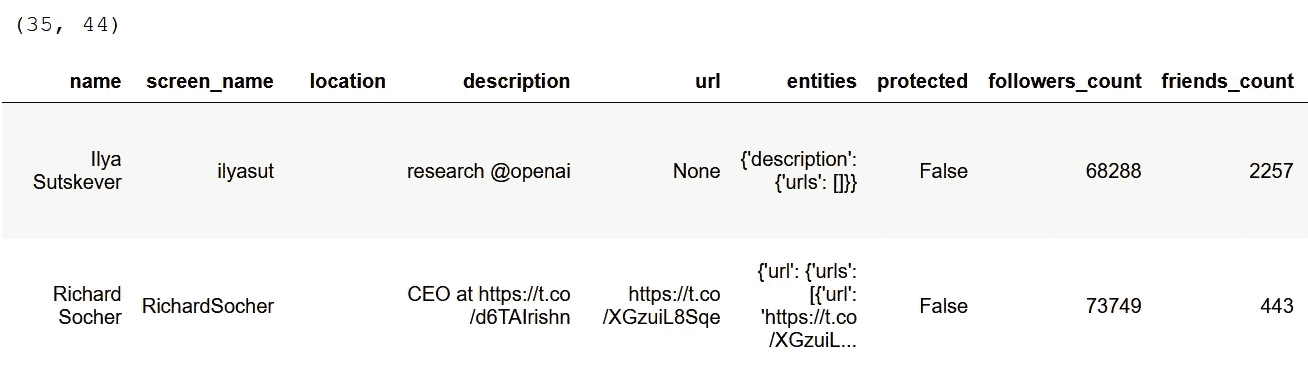 (35, 44)
name screen_name location description url entities protected followers_count friends_count
Ilya Sutskever ilyasut research @openai None {'description': {'urls': []}} False 68288 2257
Richard Socher RichardSocher CEO at https://t.co/d6TAIrishn https://t.co/XGzuiL8Sqe {'url': {'urls': [{'url': 'https://t.co/XGzuiL... False 73749 443